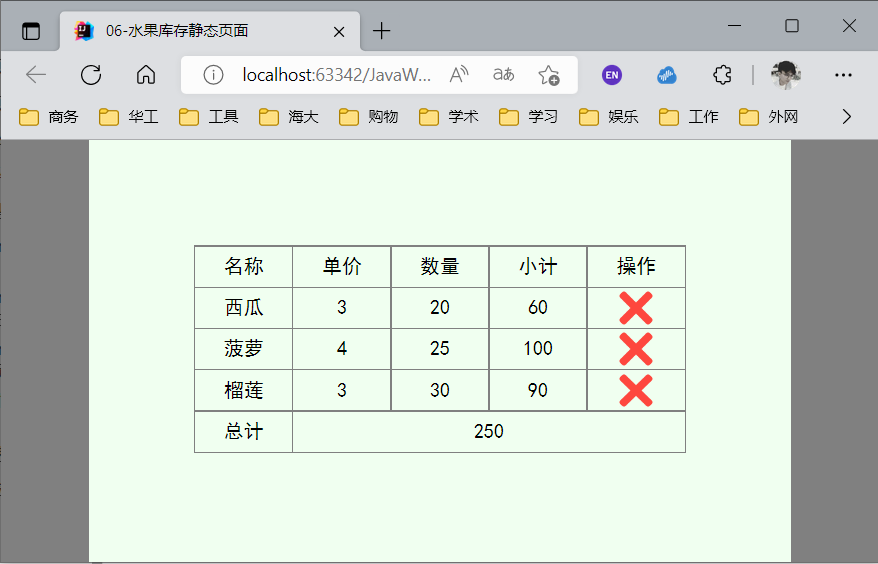 06-水果库存静态页面
localhost:63342/JavaW... A aあ EN
商务 华工 工具 海大 购物 学术 学习 娱乐 工作 外网
名称 单价 数量 小计 操作
西瓜 3 20 60
菠萝 4 25 100
榴莲 3 30 90
总计 250